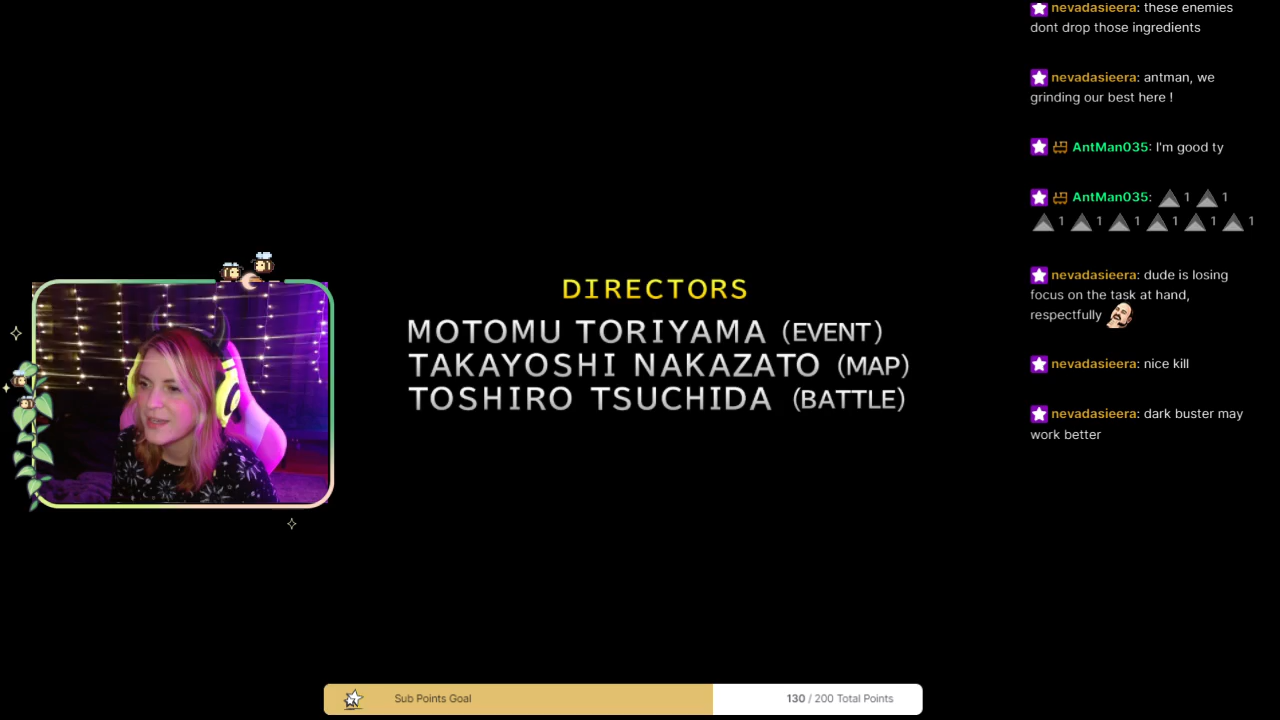 nevadasieera: these enemies
dont drop those ingredients
nevadasieera: antman, we
grinding our best here !
AntMan035: I'm good ty
AntMan035: 1 1
1 1 1 1 1 1
nevadasieera: dude is losing
focus on the task at hand,
respectfully
nevadasieera: nice kill
nevadasieera: dark buster may
work better
DIRECTORS
MOTOMU TORIYAMA (EVENT)
TAKAYOSHI NAKAZATO (MAP)
TOSHIRO TSUCHIDA (BATTLE)
Sub Points Goal
130 / 200 Total Points